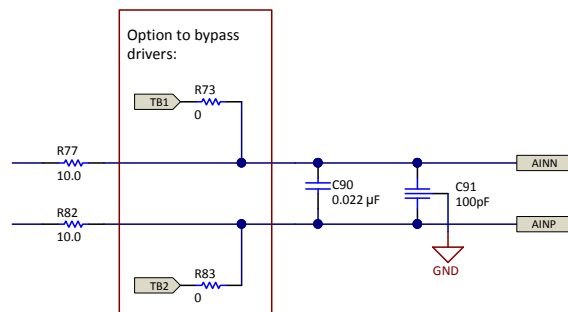 Option to bypass
drivers:
R73
TB1
0
R77
10.0
AINN
C90
0.022 µF
C91
100pF
R82
10.0
AINP
GND
R83
TB2
0